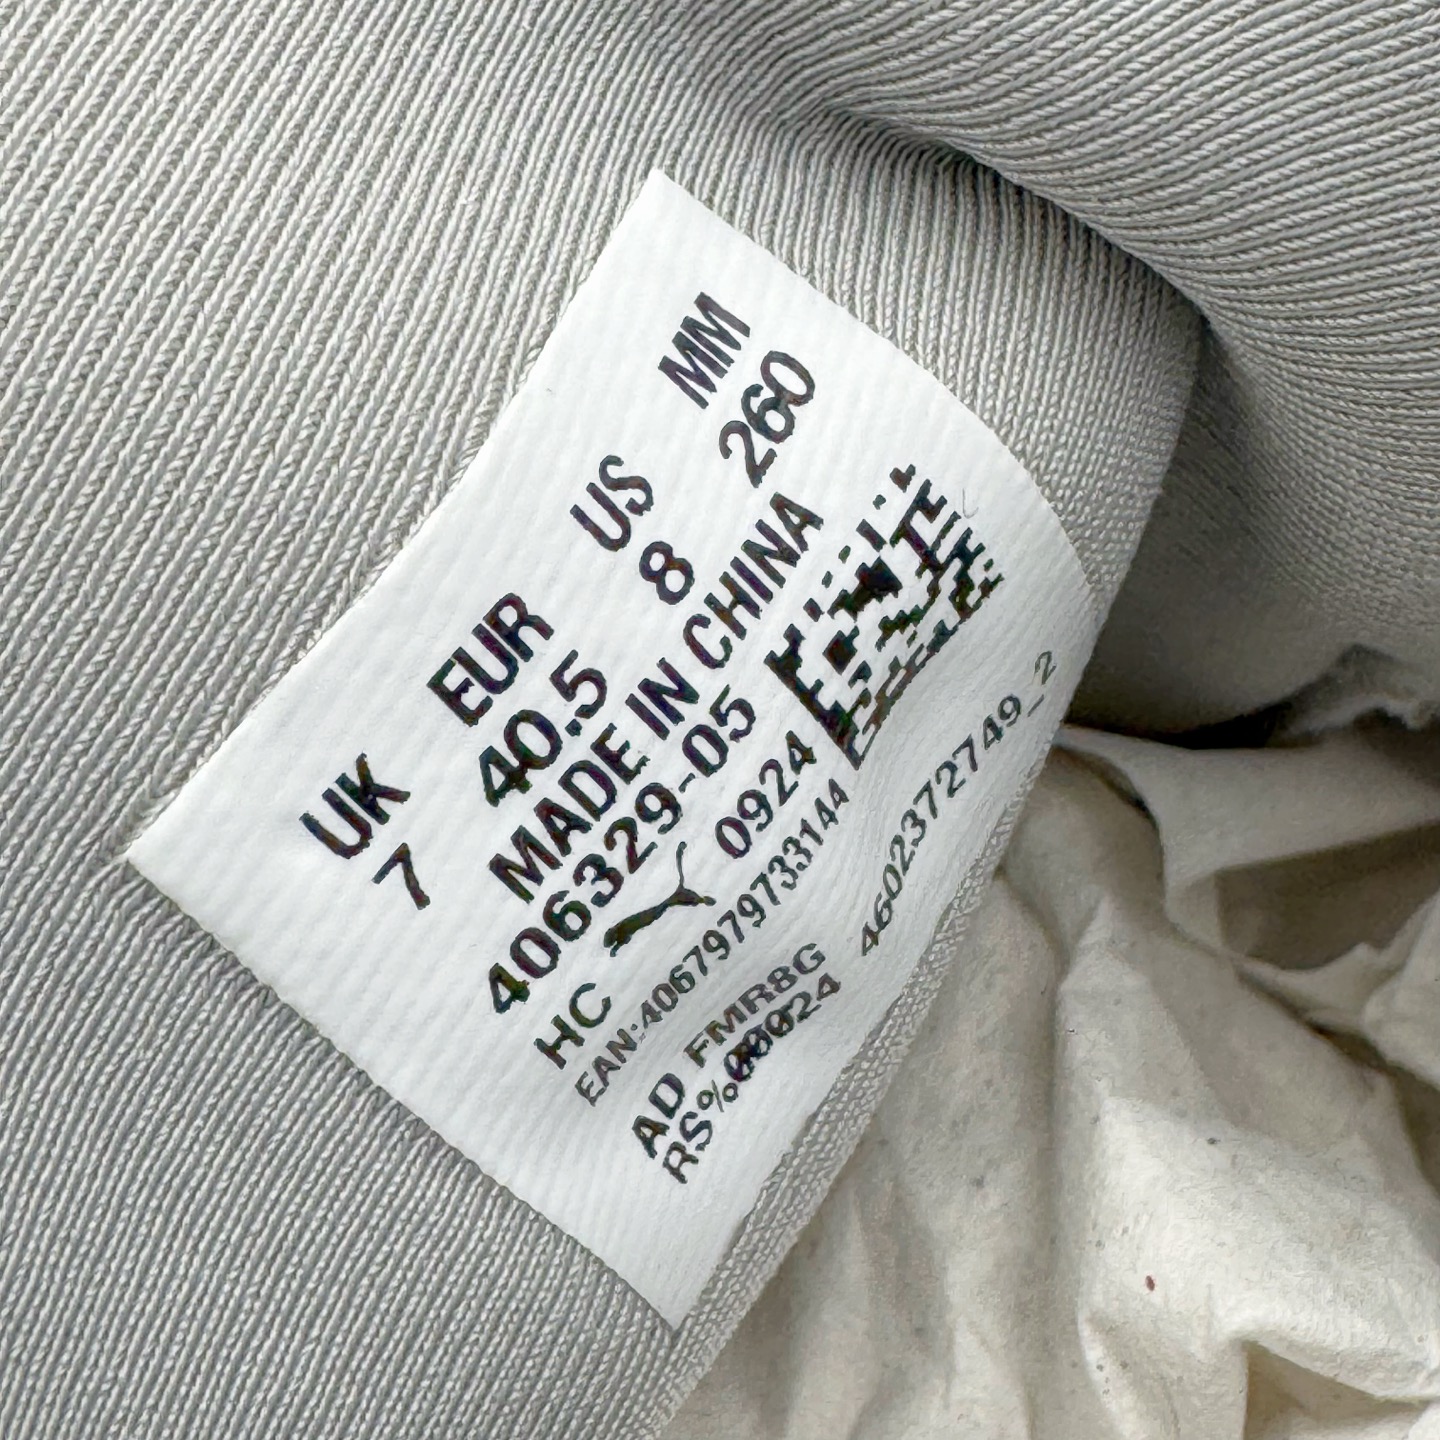 UK EUR US MM
7 40.5 8 260
MADE IN CHINA
406329-05
HC 0924
EAN:4067979733144
AD FMR8G 4602372749_2